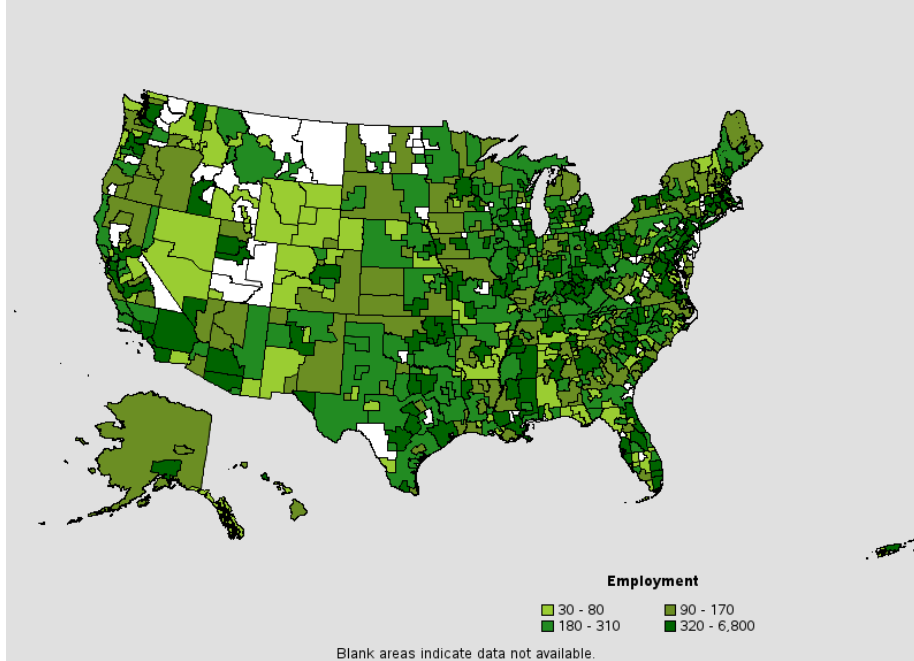 Employment
30 - 80 90 - 170
180 - 310 320 - 6,800
Blank areas indicate data not available.